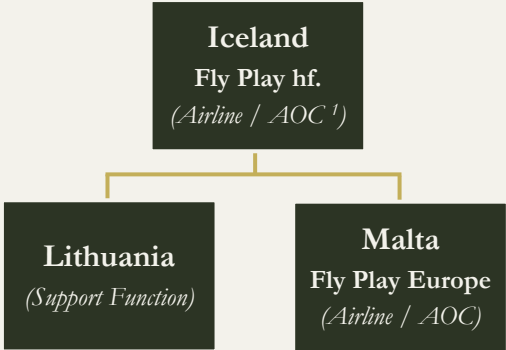 Iceland
Fly Play hf.
(Airline / AOC ¹)
Lithuania
(Support Function)
Malta
Fly Play Europe
(Airline / AOC)